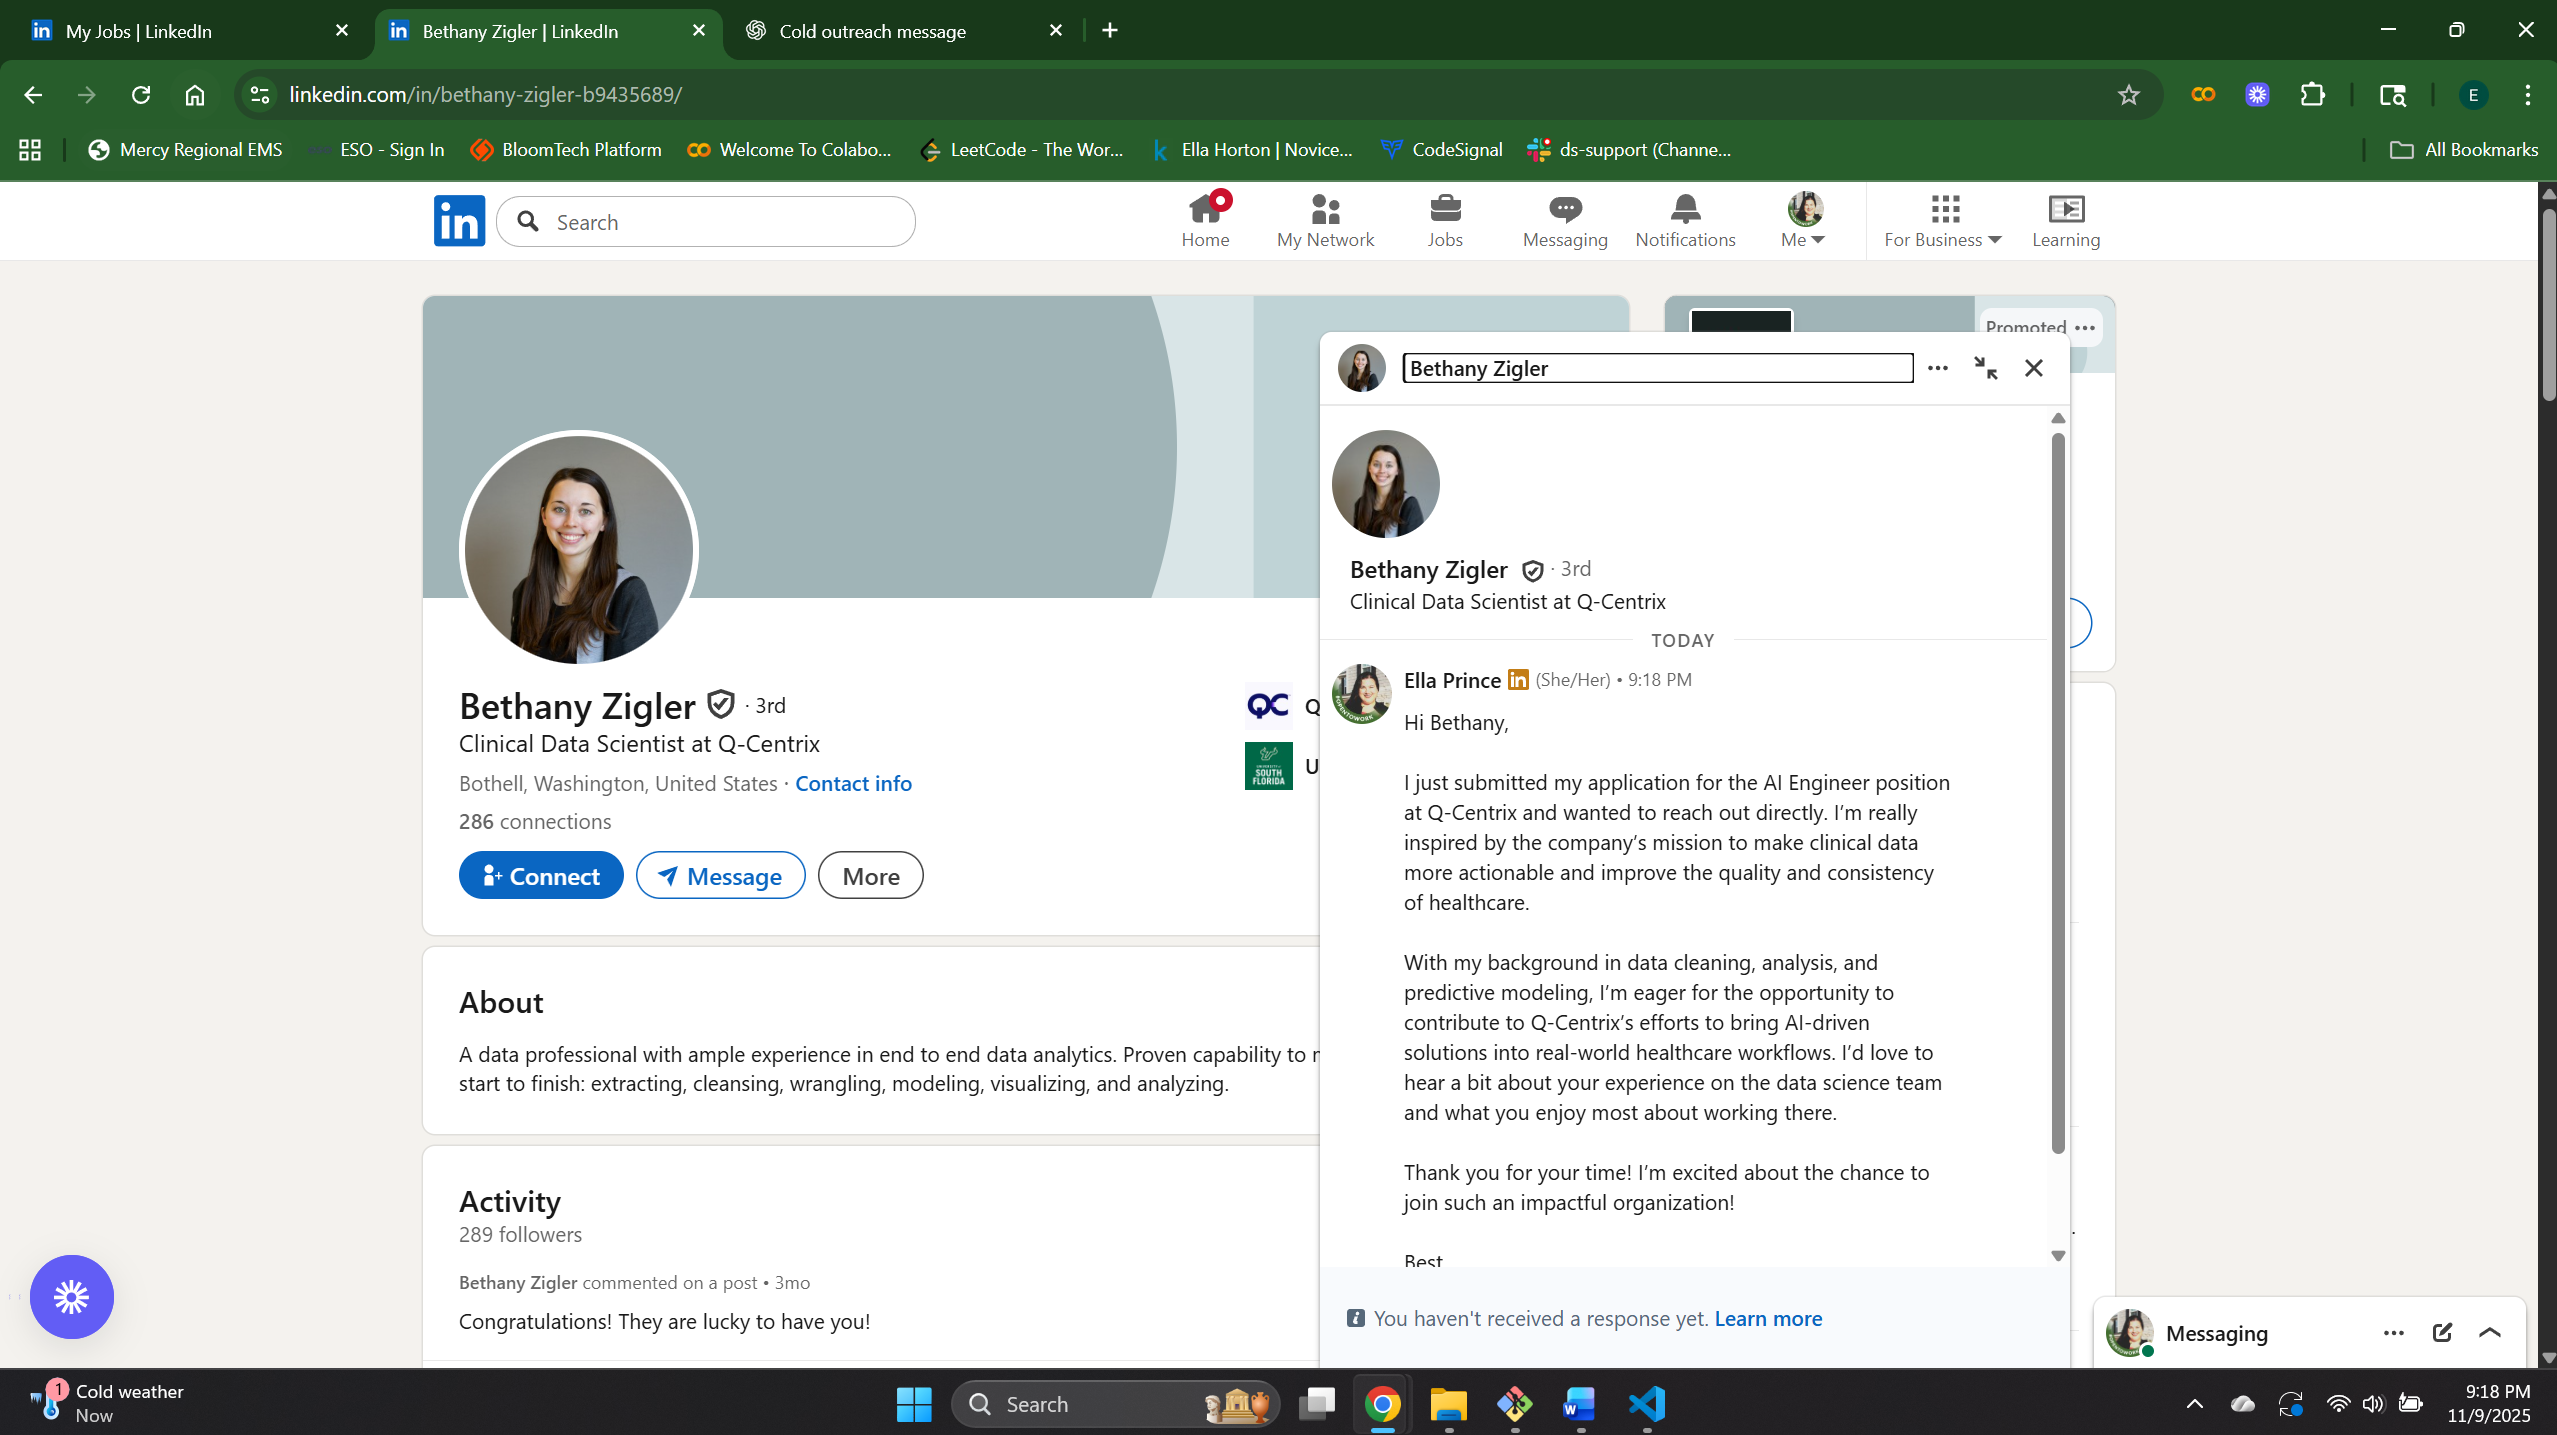 My Jobs | LinkedIn
Bethany Zigler | LinkedIn
Cold outreach message
linkedin.com/in/bethany-zigler-b9435689/
E
Mercy Regional EMS
ESO - Sign In
BloomTech Platform
Welcome To Colabo...
LeetCode - The Wor...
Ella Horton | Novice...
CodeSignal
ds-support (Channe...
All Bookmarks
in
Search
Home
My Network
Jobs
Messaging
Notifications
Me
For Business
Learning
Promoted
Bethany Zigler
Bethany Zigler · 3rd
Clinical Data Scientist at Q-Centrix
TODAY
Ella Prince in (She/Her) • 9:18 PM
Hi Bethany,
I just submitted my application for the AI Engineer position
at Q-Centrix and wanted to reach out directly. I’m really
inspired by the company’s mission to make clinical data
more actionable and improve the quality and consistency
of healthcare.
With my background in data cleaning, analysis, and
predictive modeling, I’m eager for the opportunity to
contribute to Q-Centrix’s efforts to bring AI-driven
solutions into real-world healthcare workflows. I’d love to
hear a bit about your experience on the data science team
and what you enjoy most about working there.
Thank you for your time! I’m excited about the chance to
join such an impactful organization!
Best
You haven't received a response yet. Learn more
Bethany Zigler · 3rd
Clinical Data Scientist at Q-Centrix
Bothell, Washington, United States · Contact info
286 connections
Connect
Message
More
QC
Q
SOUTH
FLORIDA
U
About
A data professional with ample experience in end to end data analytics. Proven capability to
start to finish: extracting, cleansing, wrangling, modeling, visualizing, and analyzing.
Activity
289 followers
Bethany Zigler commented on a post • 3mo
Congratulations! They are lucky to have you!
Messaging
1
Cold weather
Now
Search
9:18 PM
11/9/2025